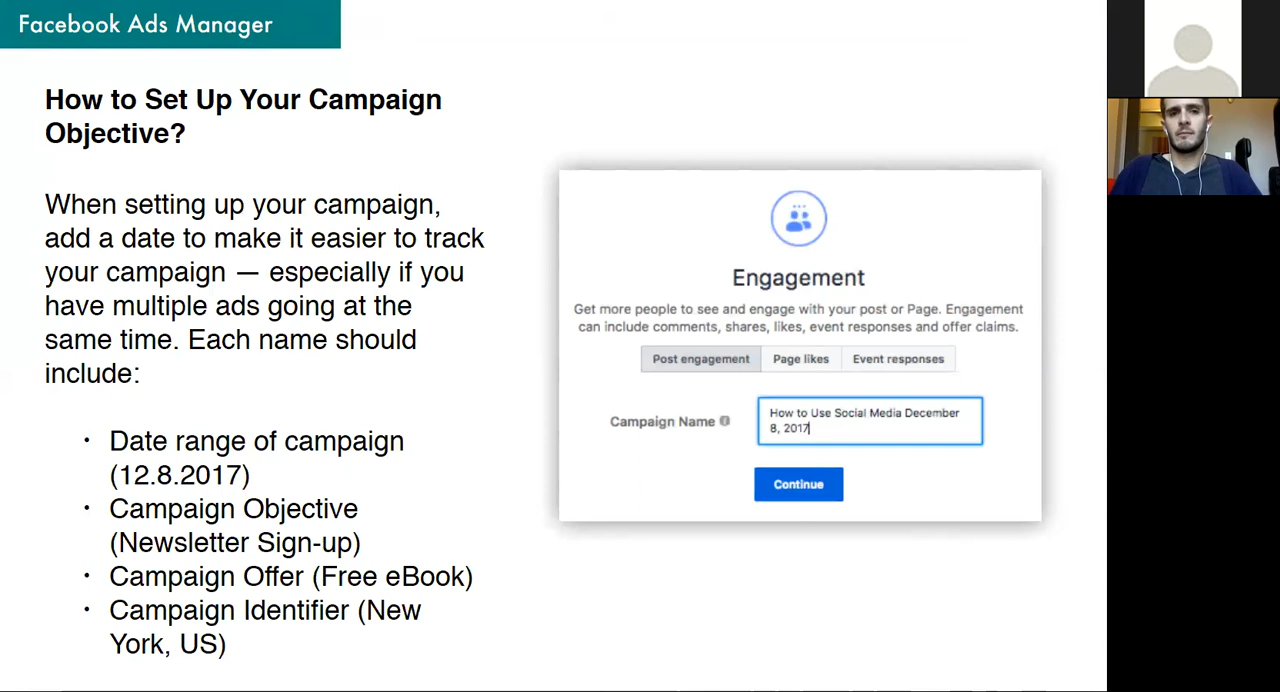 Facebook Ads Manager
How to Set Up Your Campaign
Objective?
When setting up your campaign,
add a date to make it easier to track
your campaign — especially if you
have multiple ads going at the
same time. Each name should
include:
· Date range of campaign
(12.8.2017)
· Campaign Objective
(Newsletter Sign-up)
· Campaign Offer (Free eBook)
· Campaign Identifier (New
York, US)
Engagement
Get more people to see and engage with your post or Page. Engagement
can include comments, shares, likes, event responses and offer claims.
Post engagement Page likes Event responses
Campaign Name
How to Use Social Media December
8, 2017
Continue